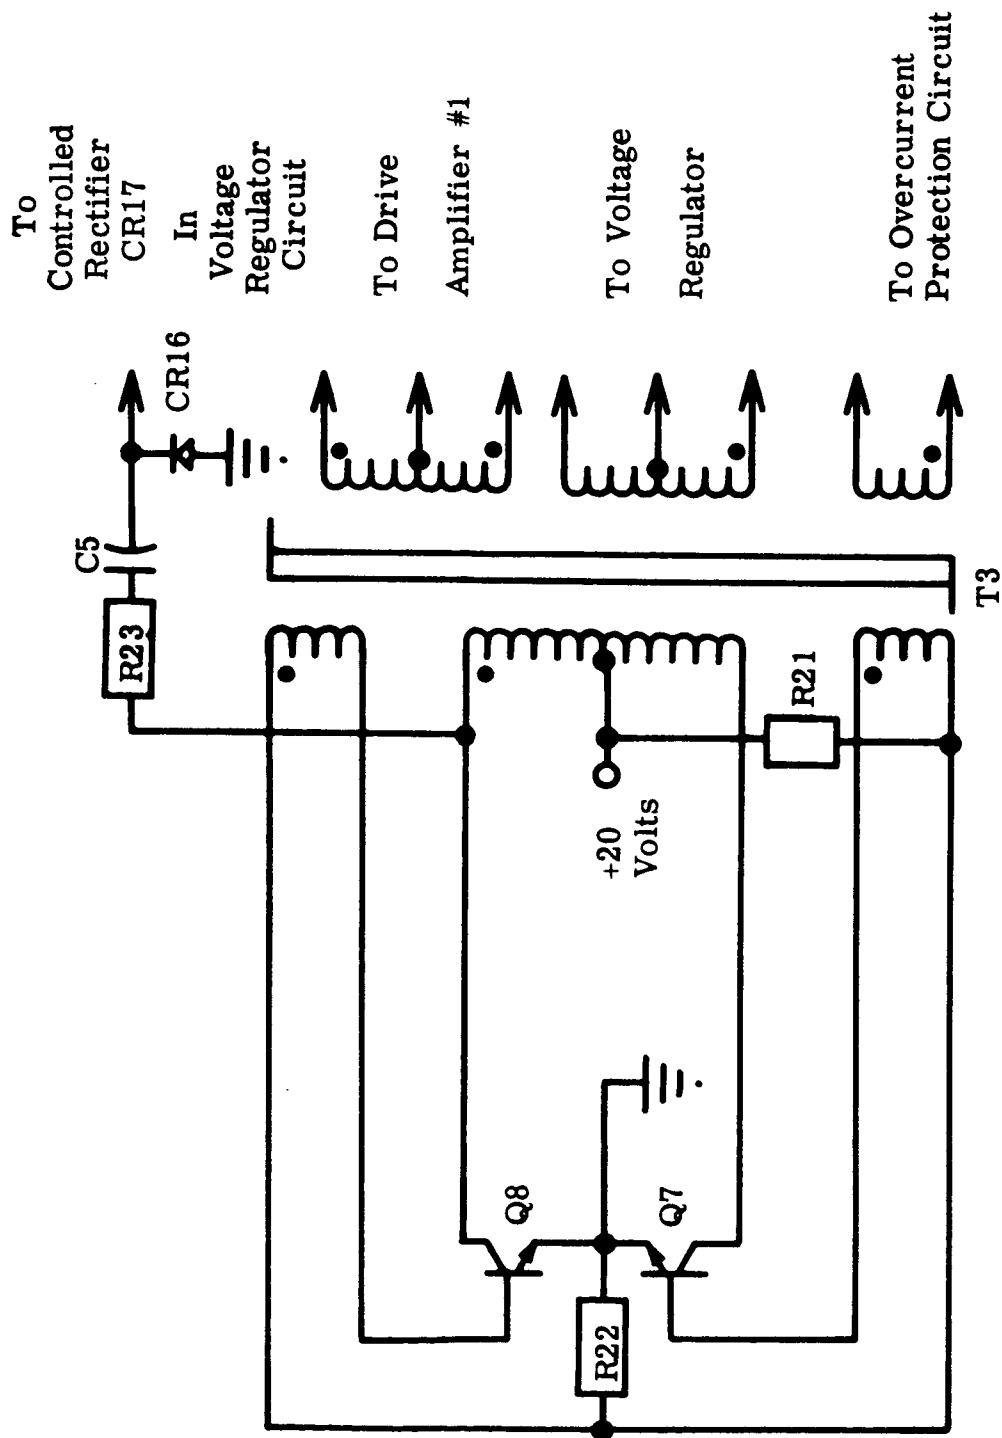 To
Controlled
Rectifier
CR17
In
Voltage
Regulator
Circuit
To Drive
Amplifier #1
To Voltage
Regulator
To Overcurrent
Protection Circuit
CR16
C5
R23
T3
R21
+20
Volts
Q8
Q7
R22